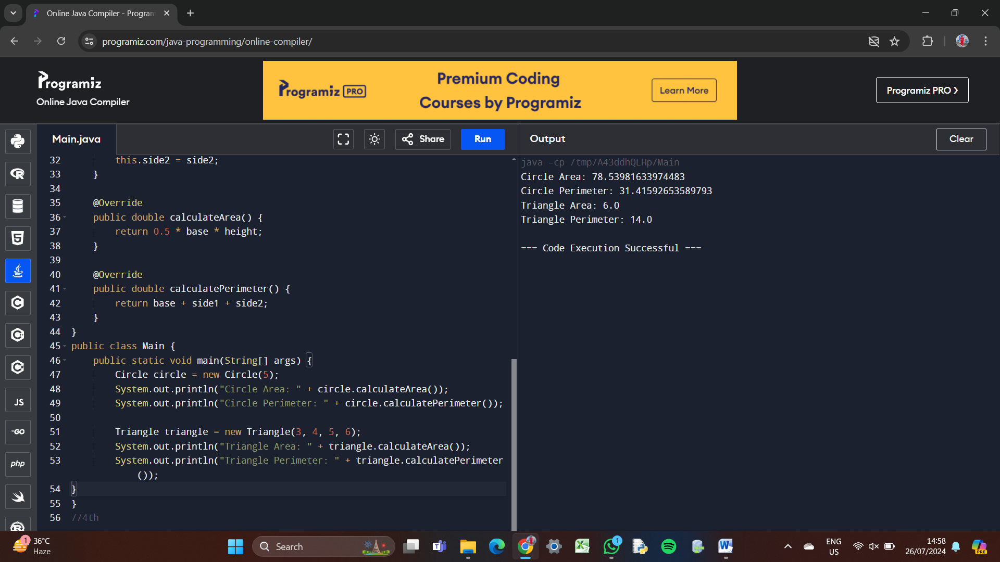 Online Java Compiler - Program
programiz.com/java-programming/online-compiler/
Programiz
Online Java Compiler
Programiz PRO
Premium Coding
Courses by Programiz
Learn More
Programiz PRO ❯
Main.java
Share
Run
Output
Clear
32 this.side2 = side2;
33 }
34
35 @Override
36 public double calculateArea() {
37 return 0.5 * base * height;
38 }
39
40 @Override
41 public double calculatePerimeter() {
42 return base + side1 + side2;
43 }
44 }
45 public class Main {
46 public static void main(String[] args) {
47 Circle circle = new Circle(5);
48 System.out.println("Circle Area: " + circle.calculateArea());
49 System.out.println("Circle Perimeter: " + circle.calculatePerimeter());
50
51 Triangle triangle = new Triangle(3, 4, 5, 6);
52 System.out.println("Triangle Area: " + triangle.calculateArea());
53 System.out.println("Triangle Perimeter: " + triangle.calculatePerimeter
());
54 }
55 }
56 //4th
java -cp /tmp/A43ddhQLHp/Main
Circle Area: 78.53981633974483
Circle Perimeter: 31.41592653589793
Triangle Area: 6.0
Triangle Perimeter: 14.0
=== Code Execution Successful ===
JS
GO
php
1
36°C
Haze
Search
1
ENG
US
14:58
26/07/2024
PRE